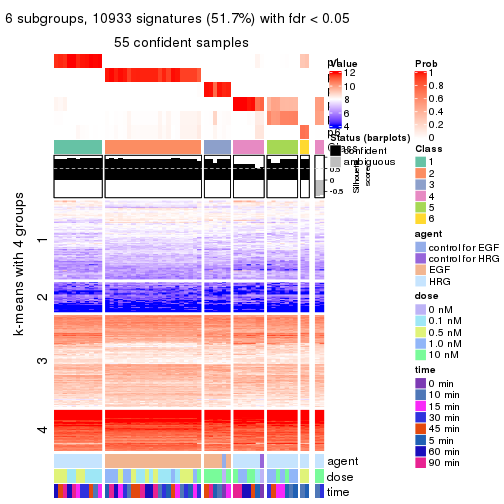 6 subgroups, 10933 signatures (51.7%) with fdr < 0.05
55 confident samples
k-means with 4 groups
1
2
3
4
Value
12
10
8
6
4
Status (barplots)
confident
ambiguous
0.5
0
-0.5
Silhouette
score
agent
dose
time
Prob
1
0.8
0.6
0.4
0.2
0
Class
1
2
3
4
5
6
agent
control for EGF
control for HRG
EGF
HRG
dose
0 nM
0.1 nM
0.5 nM
1.0 nM
10 nM
time
0 min
10 min
15 min
30 min
45 min
5 min
60 min
90 min